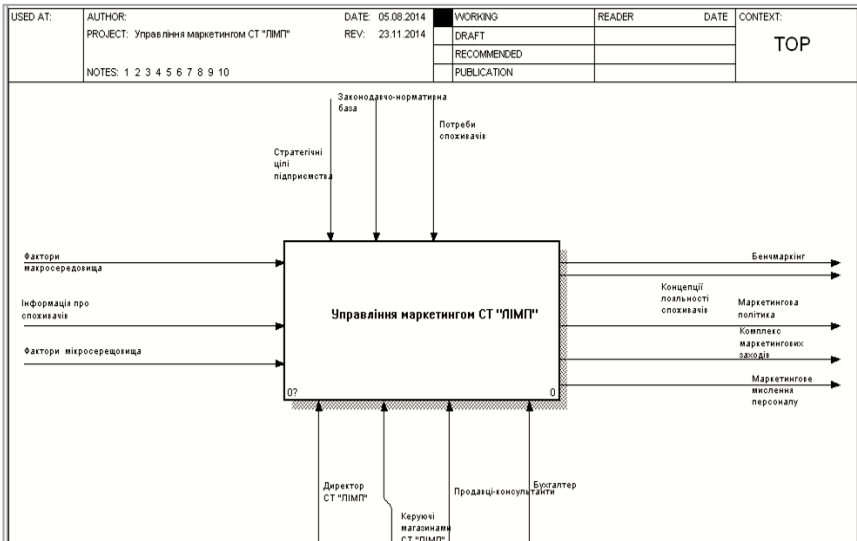 USED AT:
AUTHOR:
DATE: 05.08.2014
WORKING
READER
DATE
CONTEXT:
PROJECT: Управління маркетингом СТ "ЛІМП"
REV: 23.11.2014
DRAFT
TOP
RECOMMENDED
NOTES: 1 2 3 4 5 6 7 8 9 10
PUBLICATION
Законодавчо-нормативна
база
Потреби
споживачів
Стратегічні
цілі
підприємства
Фактори
макросередовища
Бенчмаркінг
Концепції
лояльності
споживачів
Інформація про
споживачів
Управління маркетингом СТ "ЛІМП"
Маркетингова
політика
Комплекс
маркетингових
заходів
Фактори мікросерещовища
Маркетингове
мислення
персоналу
0?
0
Директор
СТ "ЛІМП"
Керуючі
магазинами
СТ "ЛІМП"
Продавці-консультанти
Бухгалтер